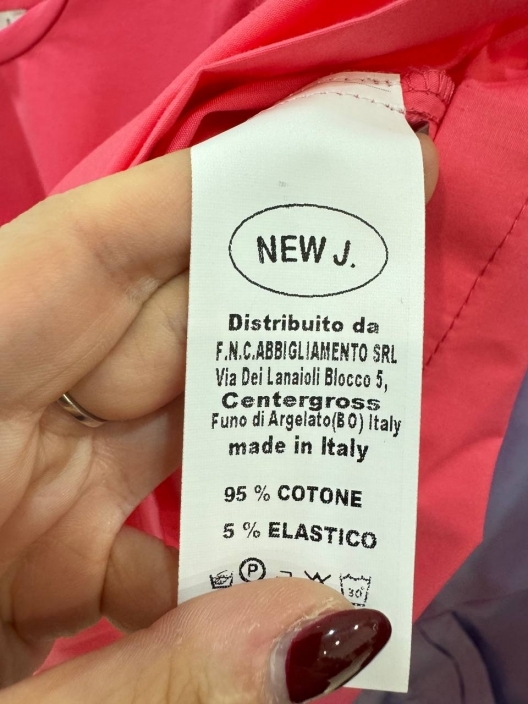 NEW J.
Distribuito da
F.N.C.ABBIGLIAMENTO SRL
Via Dei Lanaioli Blocco 5,
Centergross
Funo di Argelato(BO) Italy
made in Italy
95 % COTONE
5 % ELASTICO
P
30